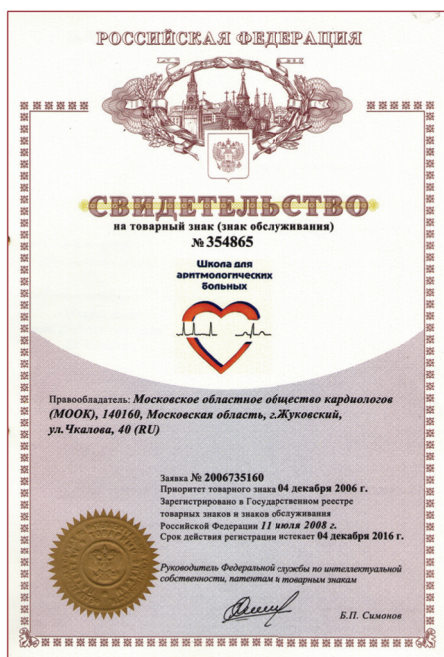 РОССИЙСКАЯ ФЕДЕРАЦИЯ
СВИДЕТЕЛЬСТВО
на товарный знак (знак обслуживания)
№ 354865
Школа для
аритмологических
больных
Правообладатель: Московское областное общество кардиологов
(МООК), 140160, Московская область, г.Жуковский,
ул.Чкалова, 40 (RU)
Заявка № 2006735160
Приоритет товарного знака 04 декабря 2006 г.
Зарегистрировано в Государственном реестре
товарных знаков и знаков обслуживания
Российской Федерации 11 июля 2008 г.
Срок действия регистрации истекает 04 декабря 2016 г.
Руководитель Федеральной службы по интеллектуальной
собственности, патентам и товарным знакам
Б.П. Симонов